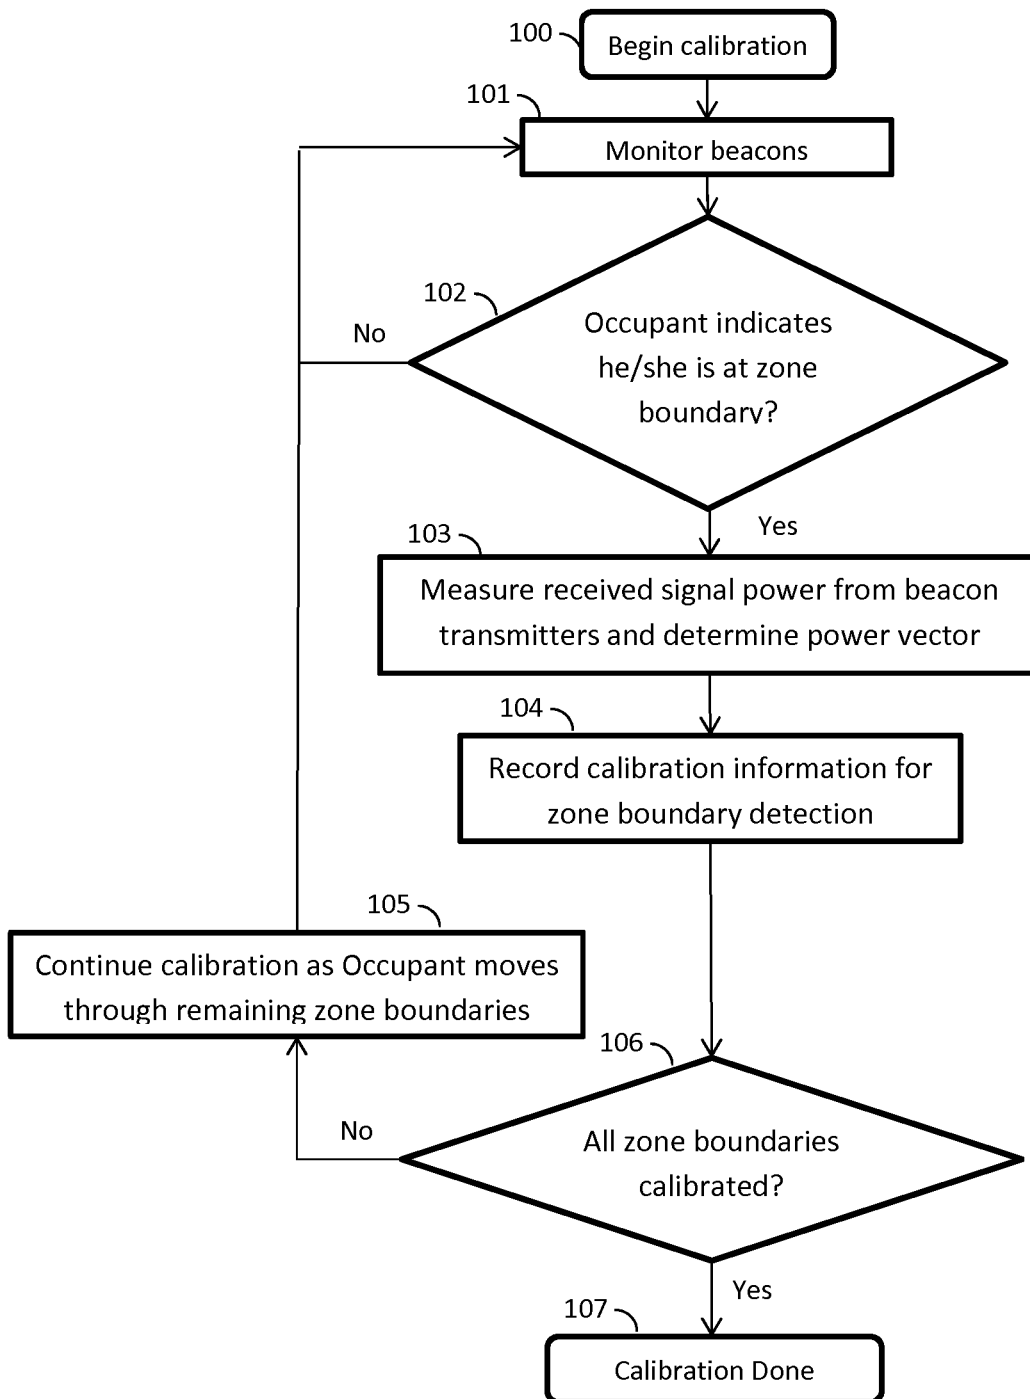 100
Begin calibration
101
Monitor beacons
102
No
Occupant indicates
he/she is at zone
boundary?
Yes
103
Measure received signal power from beacon
transmitters and determine power vector
104
Record calibration information for
zone boundary detection
105
Continue calibration as Occupant moves
through remaining zone boundaries
106
No
All zone boundaries
calibrated?
Yes
107
Calibration Done